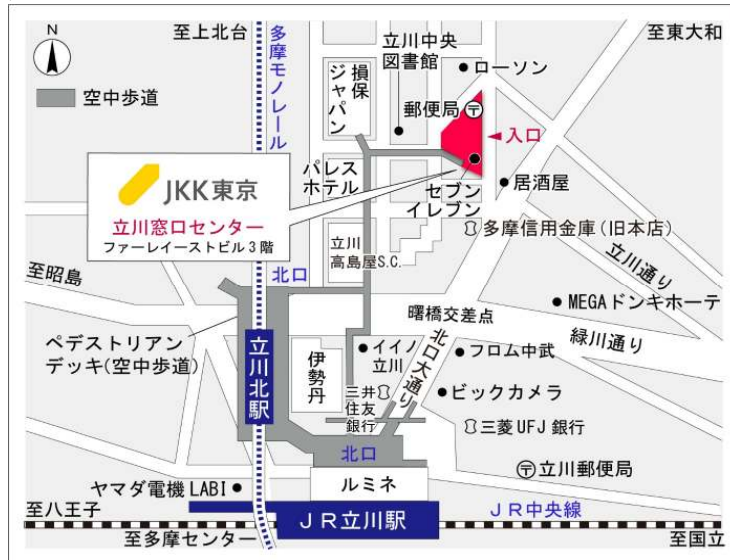 至上北台
多摩モノレール
立川中央
図書館
至東大和
N
空中歩道
損保
ジャパン
ローソン
郵便局
入口
JKK東京
立川窓口センター
ファーレイーストビル3階
パレス
ホテル
セブン
イレブン
居酒屋
多摩信用金庫(旧本店)
立川
高島屋S.C.
北口
至昭島
立川通り
MEGAドンキホーテ
曙橋交差点
緑川通り
ペデストリアン
デッキ(空中歩道)
立川北駅
伊勢丹
イイノ
立川
北口大通り
フロム中武
三井
住友
銀行
ビックカメラ
三菱UFJ銀行
北口
立川郵便局
ヤマダ電機LABI
ルミネ
至八王子
JR立川駅
JR中央線
至多摩センター
至国立